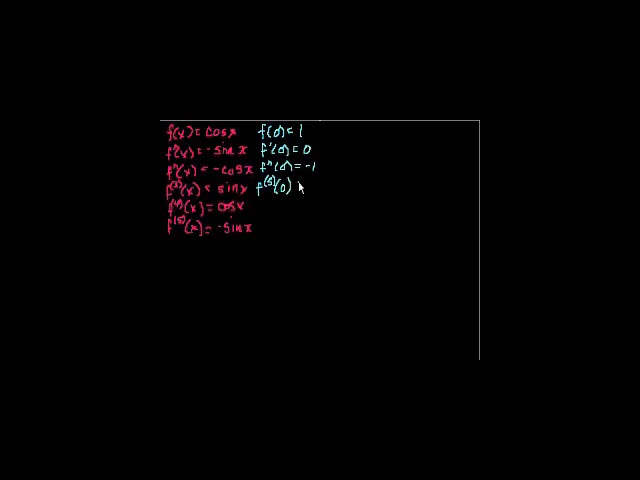 f(x) = cos x f(0) = 1
f'(x) = - sin x f'(0) = 0
f"(x) = - cos x f"(0) = -1
f⁽³⁾(x) = sin x f⁽³⁾(0)
f⁽⁴⁾(x) = cos x
f⁽⁵⁾(x) = - sin x